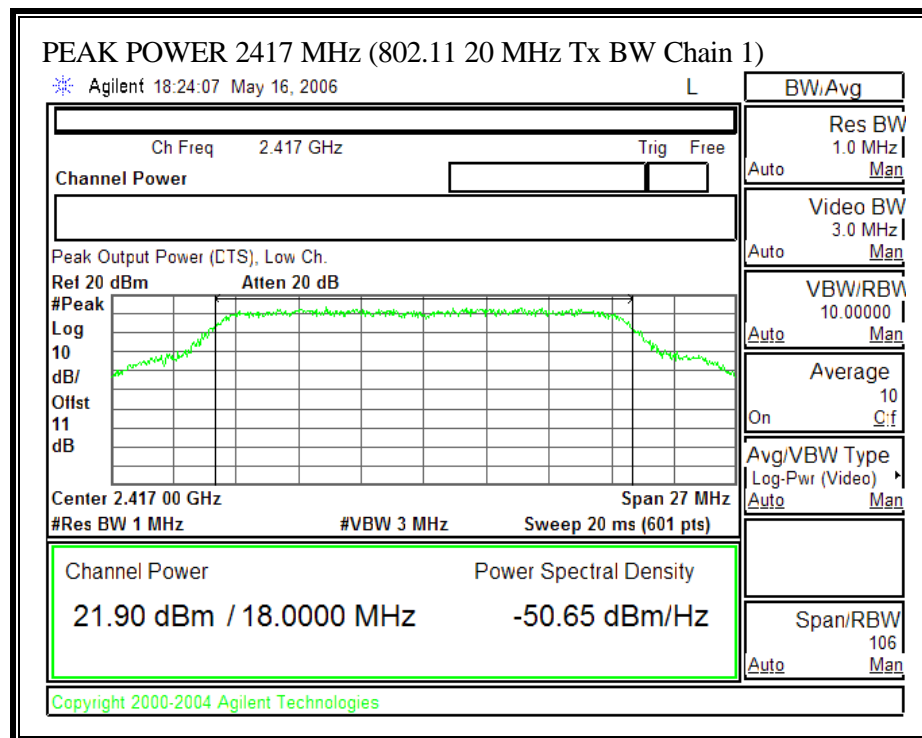 PEAK POWER 2417 MHz (802.11 20 MHz Tx BW Chain 1)
Agilent 18:24:07 May 16, 2006 L
BW/Avg
Ch Freq 2.417 GHz Trig Free
Channel Power
Res BW
1.0 MHz
Auto Man
Video BW
3.0 MHz
Auto Man
VBW/RBW
10.00000
Auto Man
Average
10
On Off
Avg/VBW Type
Log-Pwr (Video)
Auto Man
Span/RBW
106
Auto Man
Peak Output Power (DTS), Low Ch.
Ref 20 dBm Atten 20 dB
#Peak
Log
10
dB/
Offst
11
dB
Center 2.417 00 GHz Span 27 MHz
#Res BW 1 MHz #VBW 3 MHz Sweep 20 ms (601 pts)
Channel Power Power Spectral Density
21.90 dBm / 18.0000 MHz -50.65 dBm/Hz
Copyright 2000-2004 Agilent Technologies